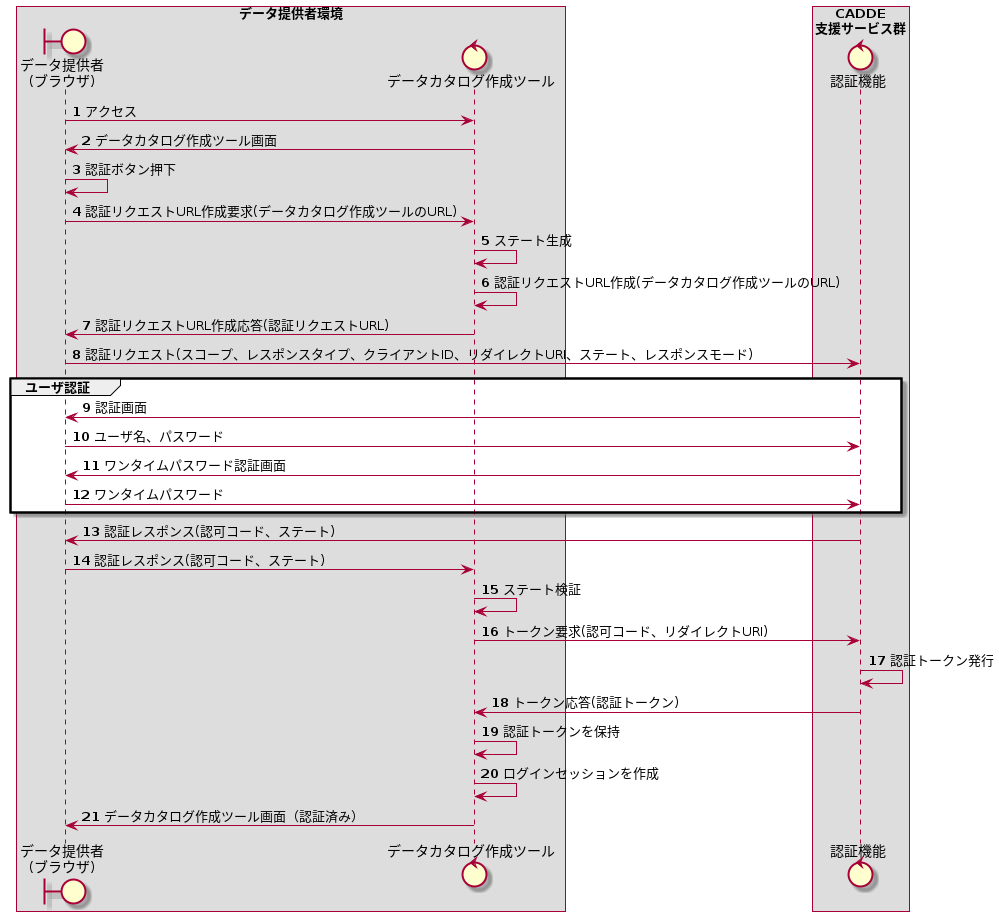 データ提供者環境
CADDE
支援サービス群
データ提供者
(ブラウザ)
データカタログ作成ツール
認証機能
1 アクセス
2 データカタログ作成ツール画面
3 認証ボタン押下
4 認証リクエストURL作成要求(データカタログ作成ツールのURL)
5 ステート生成
6 認証リクエストURL作成(データカタログ作成ツールのURL)
7 認証リクエストURL作成応答(認証リクエストURL)
8 認証リクエスト(スコープ、レスポンスタイプ、クライアントID、リダイレクトURI、ステート、レスポンスモード)
ユーザ認証
9 認証画面
10 ユーザ名、パスワード
11 ワンタイムパスワード認証画面
12 ワンタイムパスワード
13 認証レスポンス(認可コード、ステート)
14 認証レスポンス(認可コード、ステート)
15 ステート検証
16 トークン要求(認可コード、リダイレクトURI)
17 認証トークン発行
18 トークン応答(認証トークン)
19 認証トークンを保持
20 ログインセッションを作成
21 データカタログ作成ツール画面（認証済み）
データ提供者
(ブラウザ)
データカタログ作成ツール
認証機能